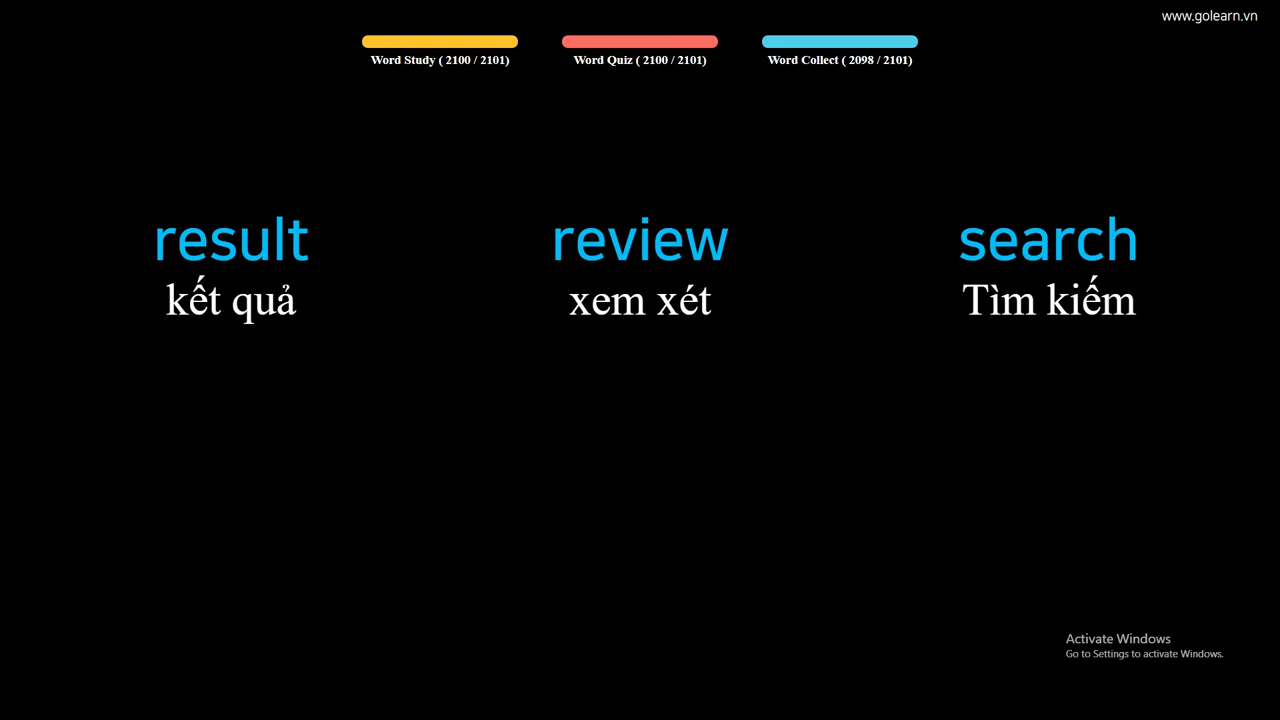 www.golearn.vn
Word Study ( 2100 / 2101)
Word Quiz ( 2100 / 2101)
Word Collect ( 2098 / 2101)
result
kết quả
review
xem xét
search
Tìm kiếm
Activate Windows
Go to Settings to activate Windows.